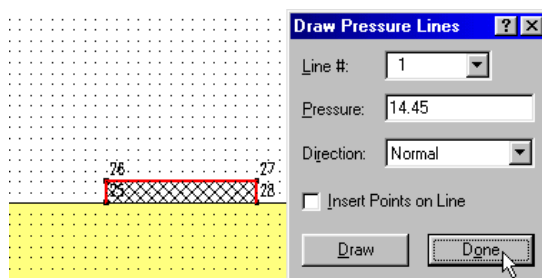 Draw Pressure Lines
Line #: 1
Pressure: 14.45
Direction: Normal
Insert Points on Line
Draw Done
26 27
25 28